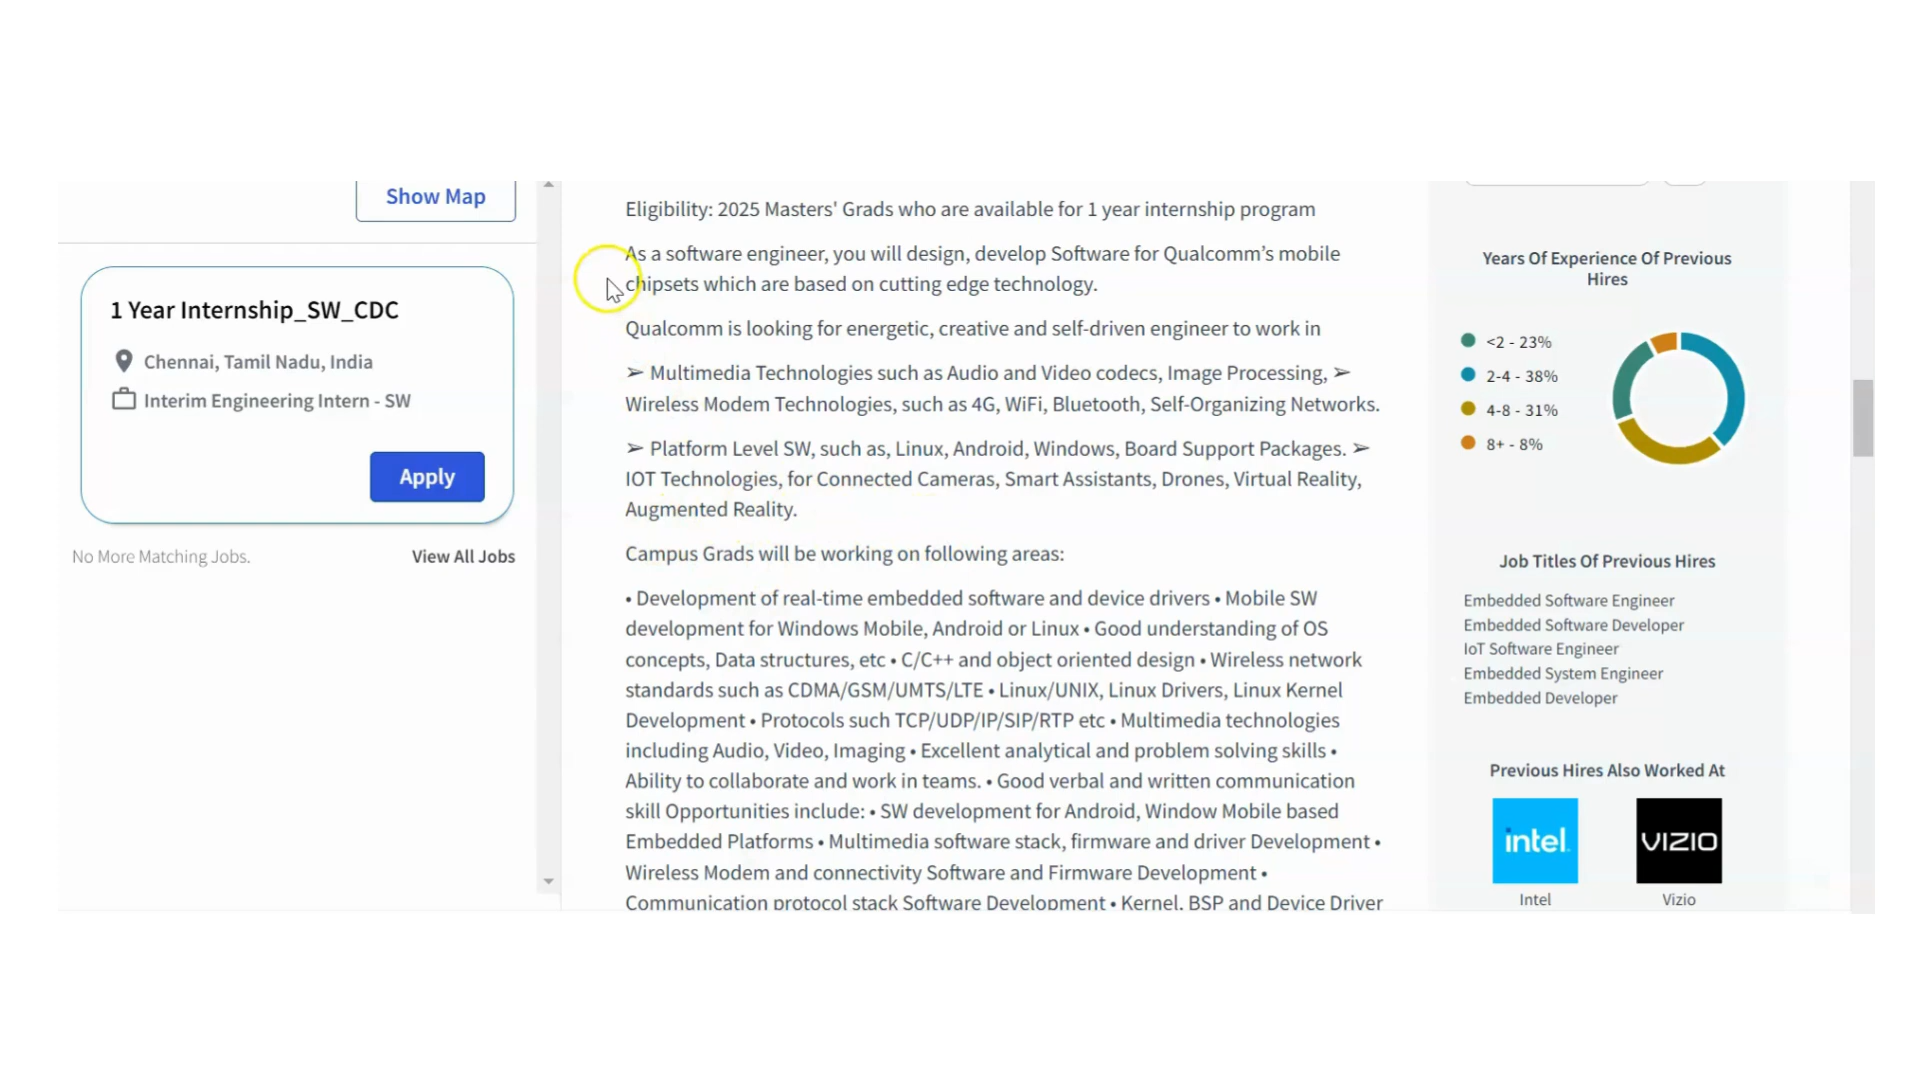 Show Map
1 Year Internship_SW_CDC
Chennai, Tamil Nadu, India
Interim Engineering Intern - SW
Apply
No More Matching Jobs.
View All Jobs
Eligibility: 2025 Masters' Grads who are available for 1 year internship program
As a software engineer, you will design, develop Software for Qualcomm’s mobile
chipsets which are based on cutting edge technology.
Qualcomm is looking for energetic, creative and self-driven engineer to work in
➢ Multimedia Technologies such as Audio and Video codecs, Image Processing, ➢
Wireless Modem Technologies, such as 4G, WiFi, Bluetooth, Self-Organizing Networks.
➢ Platform Level SW, such as, Linux, Android, Windows, Board Support Packages. ➢
IOT Technologies, for Connected Cameras, Smart Assistants, Drones, Virtual Reality,
Augmented Reality.
Campus Grads will be working on following areas:
• Development of real-time embedded software and device drivers • Mobile SW
development for Windows Mobile, Android or Linux • Good understanding of OS
concepts, Data structures, etc • C/C++ and object oriented design • Wireless network
standards such as CDMA/GSM/UMTS/LTE • Linux/UNIX, Linux Drivers, Linux Kernel
Development • Protocols such TCP/UDP/IP/SIP/RTP etc • Multimedia technologies
including Audio, Video, Imaging • Excellent analytical and problem solving skills •
Ability to collaborate and work in teams. • Good verbal and written communication
skill Opportunities include: • SW development for Android, Window Mobile based
Embedded Platforms • Multimedia software stack, firmware and driver Development •
Wireless Modem and connectivity Software and Firmware Development •
Communication protocol stack Software Development • Kernel, BSP and Device Driver
Years Of Experience Of Previous
Hires
<2 - 23%
2-4 - 38%
4-8 - 31%
8+ - 8%
Job Titles Of Previous Hires
Embedded Software Engineer
Embedded Software Developer
IoT Software Engineer
Embedded System Engineer
Embedded Developer
Previous Hires Also Worked At
intel.
VIZIO
Intel
Vizio